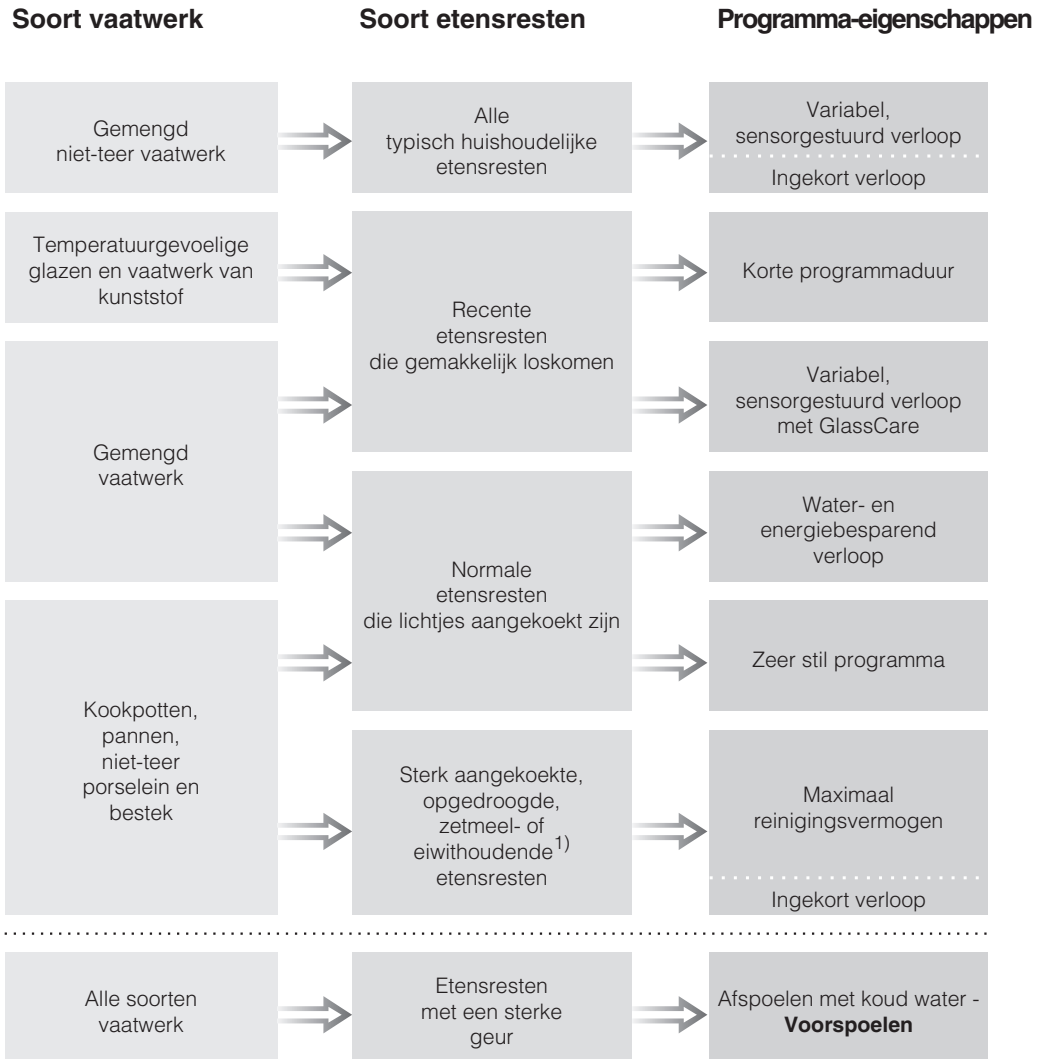 Soort vaatwerk
Soort etensresten
Programma-eigenschappen
Gemengd
niet-teer vaatwerk
Alle
typisch huishoudelijke
etensresten
Variabel,
sensorgestuurd verloop
Ingekort verloop
Temperatuurgevoelige
glazen en vaatwerk van
kunststof
Recente
etensresten
die gemakkelijk loskomen
Korte programmaduur
Variabel,
sensorgestuurd verloop
met GlassCare
Gemengd
vaatwerk
Normale
etensresten
die lichtjes aangekoekt zijn
Water- en
energiebesparend
verloop
Zeer stil programma
Kookpotten,
pannen,
niet-teer
porselein en
bestek
Sterk aangekoekte,
opgedroogde,
zetmeel- of
eiwithoudende1)
etensresten
Maximaal
reinigingsvermogen
Ingekort verloop
Alle soorten
vaatwerk
Etensresten
met een sterke
geur
Afspoelen met koud water -
Voorspoelen